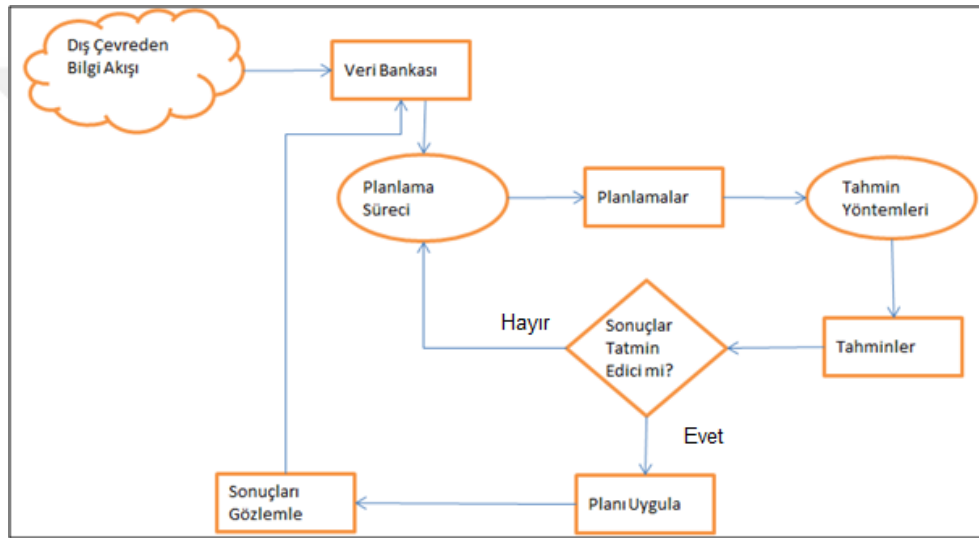 Dış Çevreden
Bilgi Akışı
Veri Bankası
Planlama
Süreci
Planlamalar
Tahmin
Yöntemleri
Hayır
Sonuçlar
Tatmin
Edici mi?
Tahminler
Evet
Sonuçları
Gözlemle
Planı Uygula